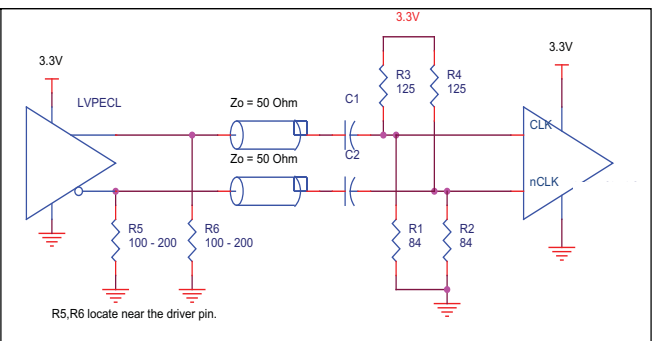 3.3V
3.3V
3.3V
R3
125
R4
125
LVPECL
Zo = 50 Ohm
C1
CLK
Zo = 50 Ohm
C2
nCLK
R5
100 - 200
R6
100 - 200
R1
84
R2
84
R5,R6 locate near the driver pin.